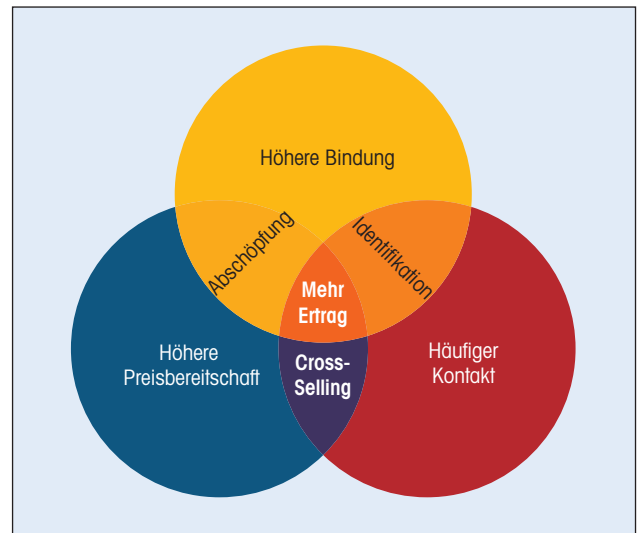 Höhere Bindung
Abschöpfung
Identifikation
Mehr
Ertrag
Höhere
Preisbereitschaft
Cross-
Selling
Häufiger
Kontakt